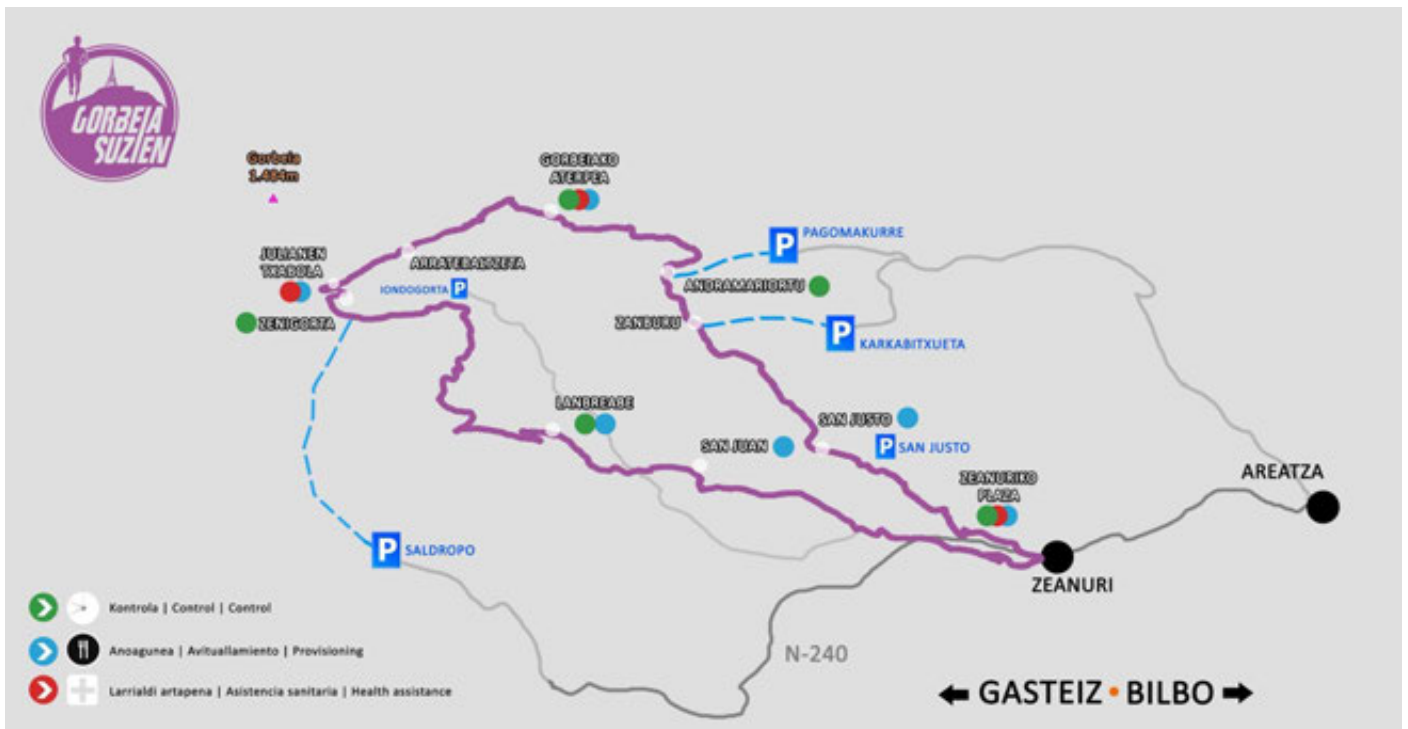 GORBEIA
SUZIEN
Gorbeia
1.484m
GORBEIAKO
ATERPEA
P
PAGOMAKURRE
JULIANEN
TXABOLA
ARRATEBALTZETA
IONDOGORTA
P
ANDRAMARIORTU
ZENIGORTA
ZANBURU
P
KARKABITXUETA
LANBREABE
SAN JUSTO
SAN JUAN
P
SAN JUSTO
ZEANURIKO
PLAZA
AREATZA
P
SALDROPO
ZEANURI
Kontrola | Control | Control
Anoagunea | Avituallamiento | Provisioning
Larrialdi artapena | Asistencia sanitaria | Health assistance
N-240
GASTEIZ • BILBO